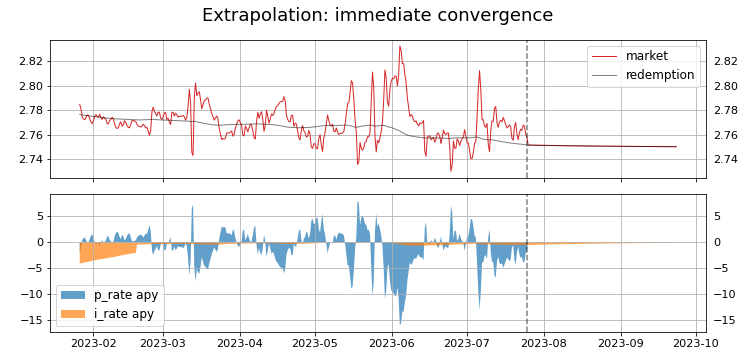 Extrapolation: immediate convergence
2.82 2.82
2.80 2.80
2.78 2.78
2.76 2.76
2.74 2.74
market
redemption
5 5
0 0
−5 −5
−10 −10
−15 −15
p_rate apy
i_rate apy
2023-02 2023-03 2023-04 2023-05 2023-06 2023-07 2023-08 2023-09 2023-10